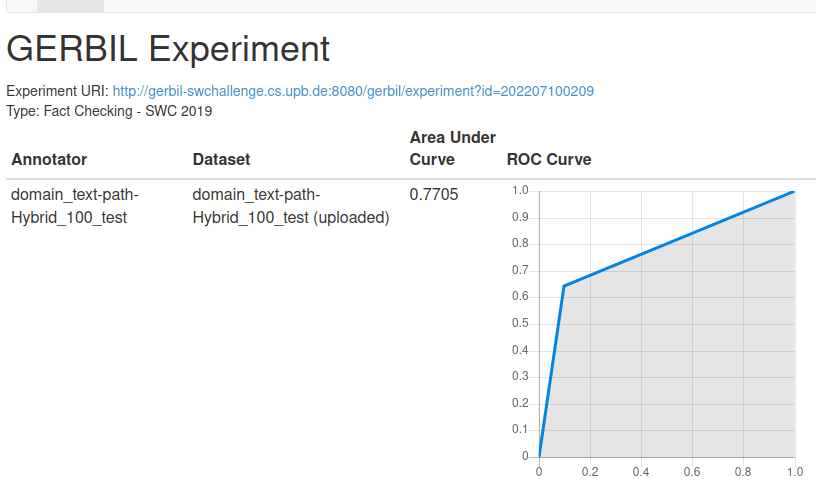 GERBIL Experiment
Experiment URI: http://gerbil-swchallenge.cs.upb.de:8080/gerbil/experiment?id=202207100209
Type: Fact Checking - SWC 2019
Annotator Dataset Area Under Curve ROC Curve
domain_text-path-Hybrid_100_test domain_text-path-Hybrid_100_test (uploaded) 0.7705
1.0
0.9
0.8
0.7
0.6
0.5
0.4
0.3
0.2
0.1
0
0 0.2 0.4 0.6 0.8 1.0